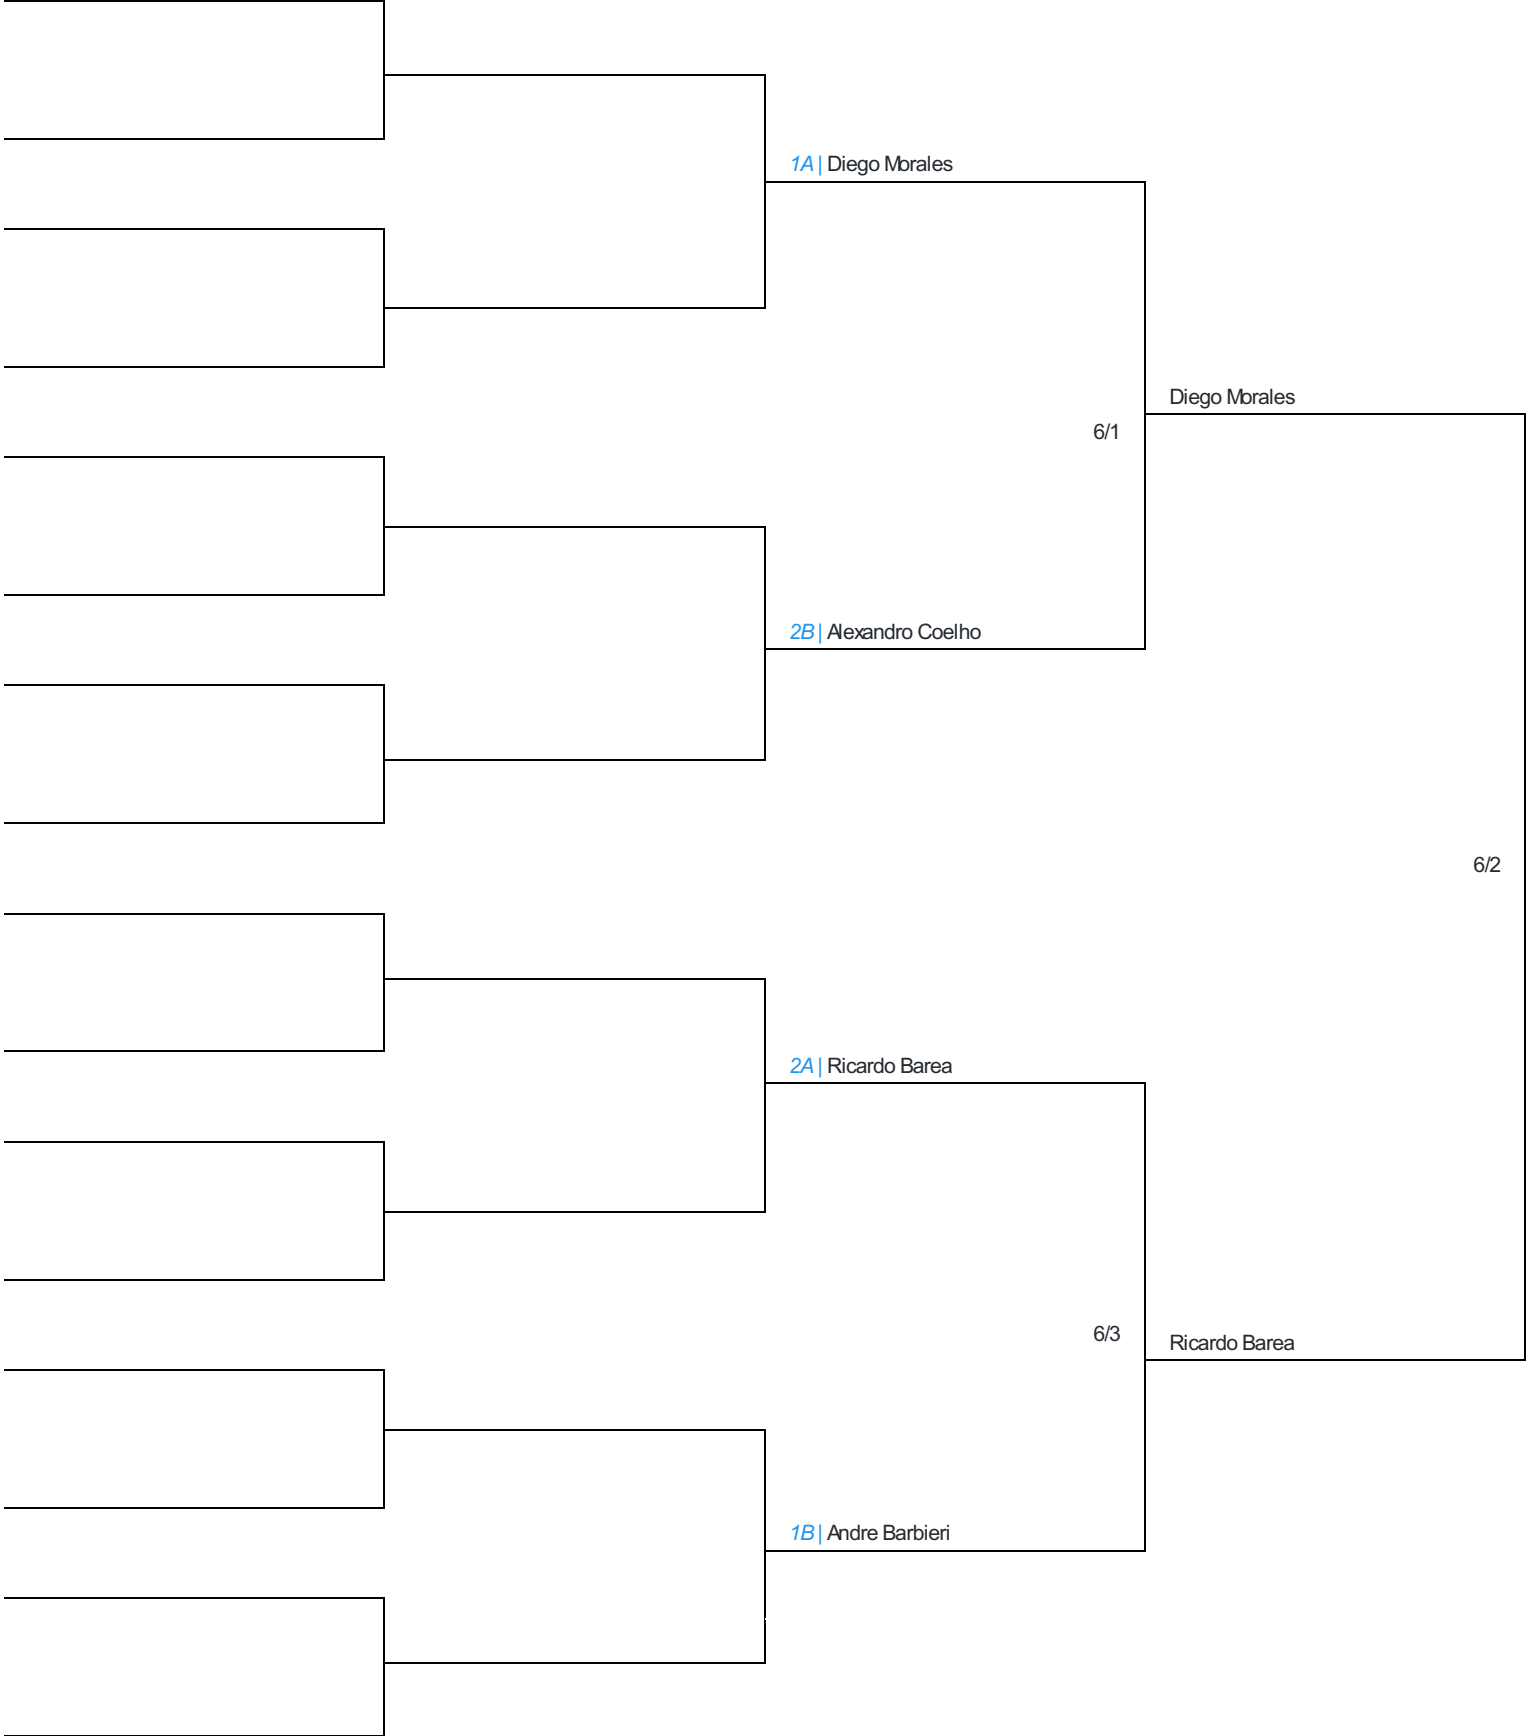 1A | Diego Morales
Diego Morales
6/1
2B | Alexandro Coelho
6/2
2A | Ricardo Barea
6/3
Ricardo Barea
1B | Andre Barbieri